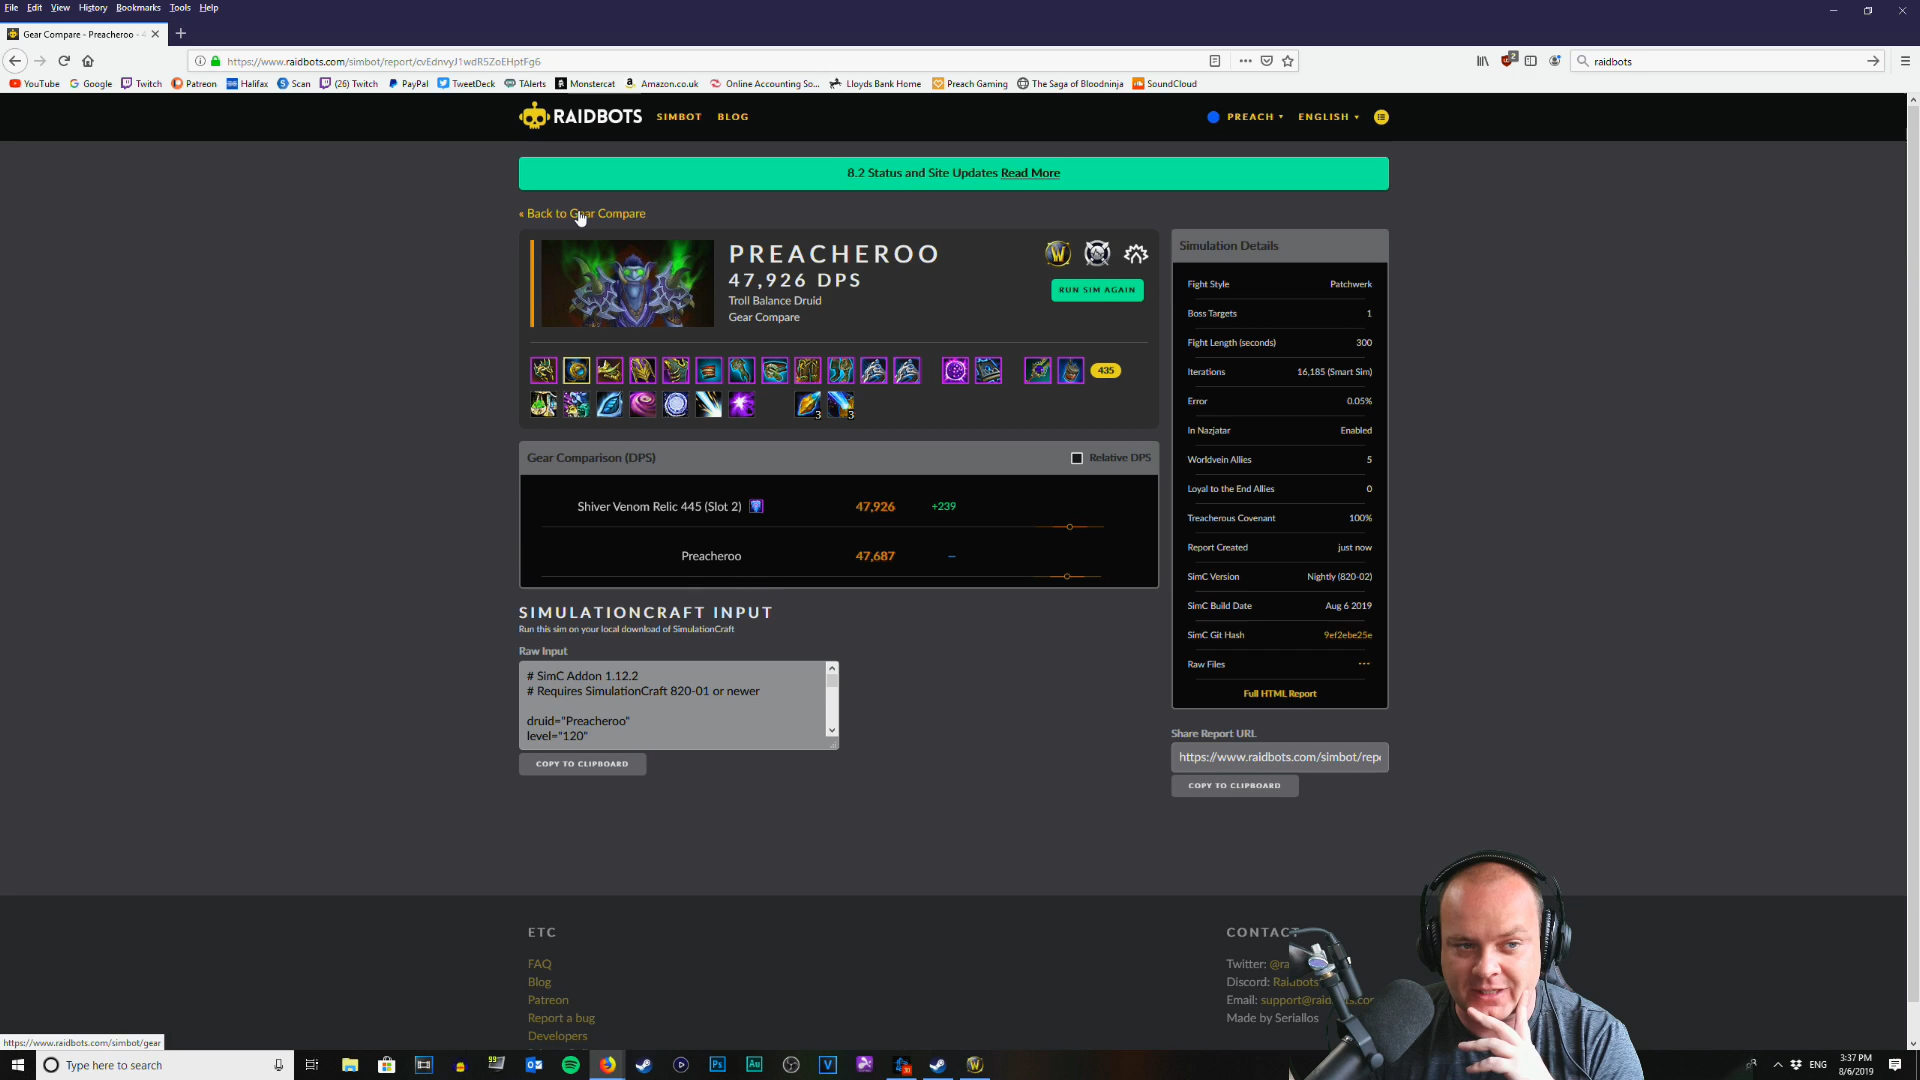 File Edit View History Bookmarks Tools Help
Gear Compare - Preacheroo - 4
https://www.raidbots.com/simbot/report/cvEdnvyJ1wdR5ZoEHptFg6
raidbots
YouTube Google Twitch Patreon Halifax Scan (26) Twitch PayPal TweetDeck TAlerts Monstercat Amazon.co.uk Online Accounting So... Lloyds Bank Home Preach Gaming The Saga of Bloodninja SoundCloud
RAIDBOTS SIMBOT BLOG PREACH ENGLISH
8.2 Status and Site Updates Read More
« Back to Gear Compare
PREACHEROO
47,926 DPS
Troll Balance Druid
Gear Compare
RUN SIM AGAIN
435
3 3
Gear Comparison (DPS) Relative DPS
Shiver Venom Relic 445 (Slot 2) 47,926 +239
Preacheroo 47,687 –
SIMULATIONCRAFT INPUT
Run this sim on your local download of SimulationCraft
Raw Input
# SimC Addon 1.12.2
# Requires SimulationCraft 820-01 or newer
druid="Preacheroo"
level="120"
COPY TO CLIPBOARD
Simulation Details
Fight Style Patchwerk
Boss Targets 1
Fight Length (seconds) 300
Iterations 16,185 (Smart Sim)
Error 0.05%
In Nazjatar Enabled
Worldvein Allies 5
Loyal to the End Allies 0
Treacherous Covenant 100%
Report Created just now
SimC Version Nightly (820-02)
SimC Build Date Aug 6 2019
SimC Git Hash 9ef2ebe25e
Raw Files ---
Full HTML Report
Share Report URL
https://www.raidbots.com/simbot/rep
COPY TO CLIPBOARD
ETC
FAQ
Blog
Patreon
Report a bug
Developers
CONTACT
Twitter: @ra
Discord: Raidbots
Email: support@raidbots.com
Made by Seriallos
https://www.raidbots.com/simbot/gear
Type here to search
ENG
3:37 PM
8/6/2019